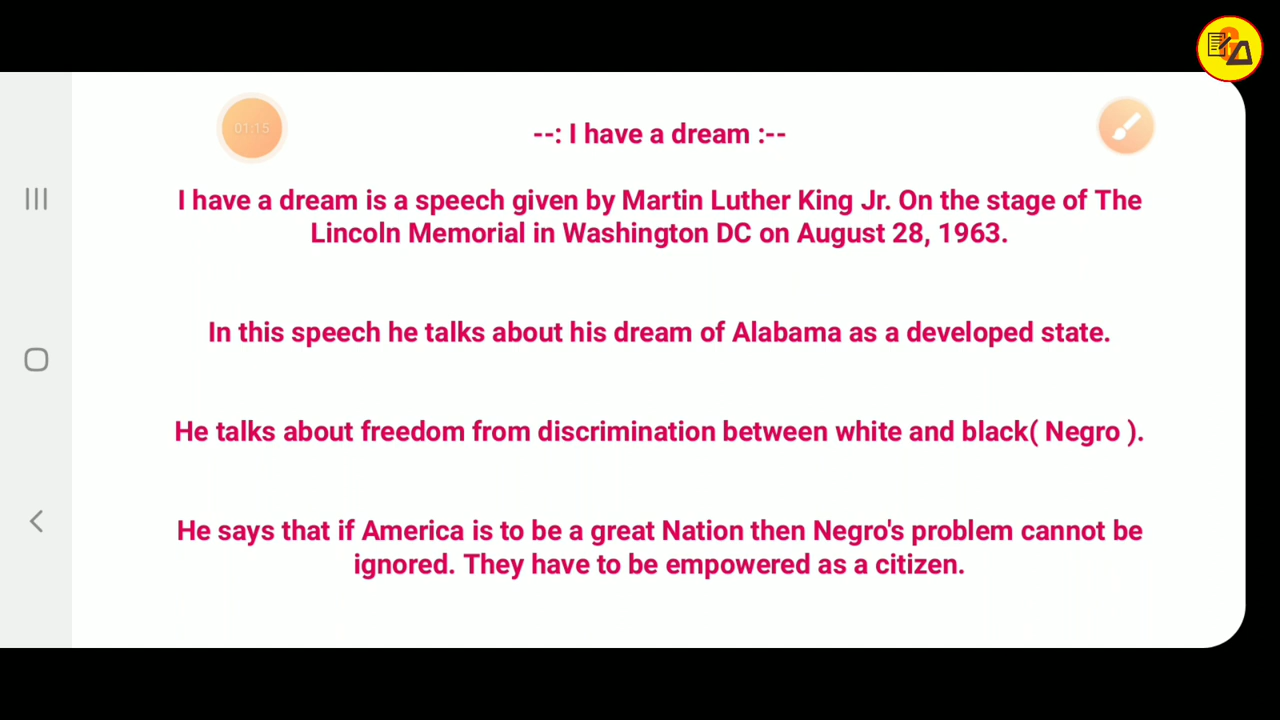 01:15
--: I have a dream :--
I have a dream is a speech given by Martin Luther King Jr. On the stage of The
Lincoln Memorial in Washington DC on August 28, 1963.
In this speech he talks about his dream of Alabama as a developed state.
He talks about freedom from discrimination between white and black( Negro ).
He says that if America is to be a great Nation then Negro's problem cannot be
ignored. They have to be empowered as a citizen.